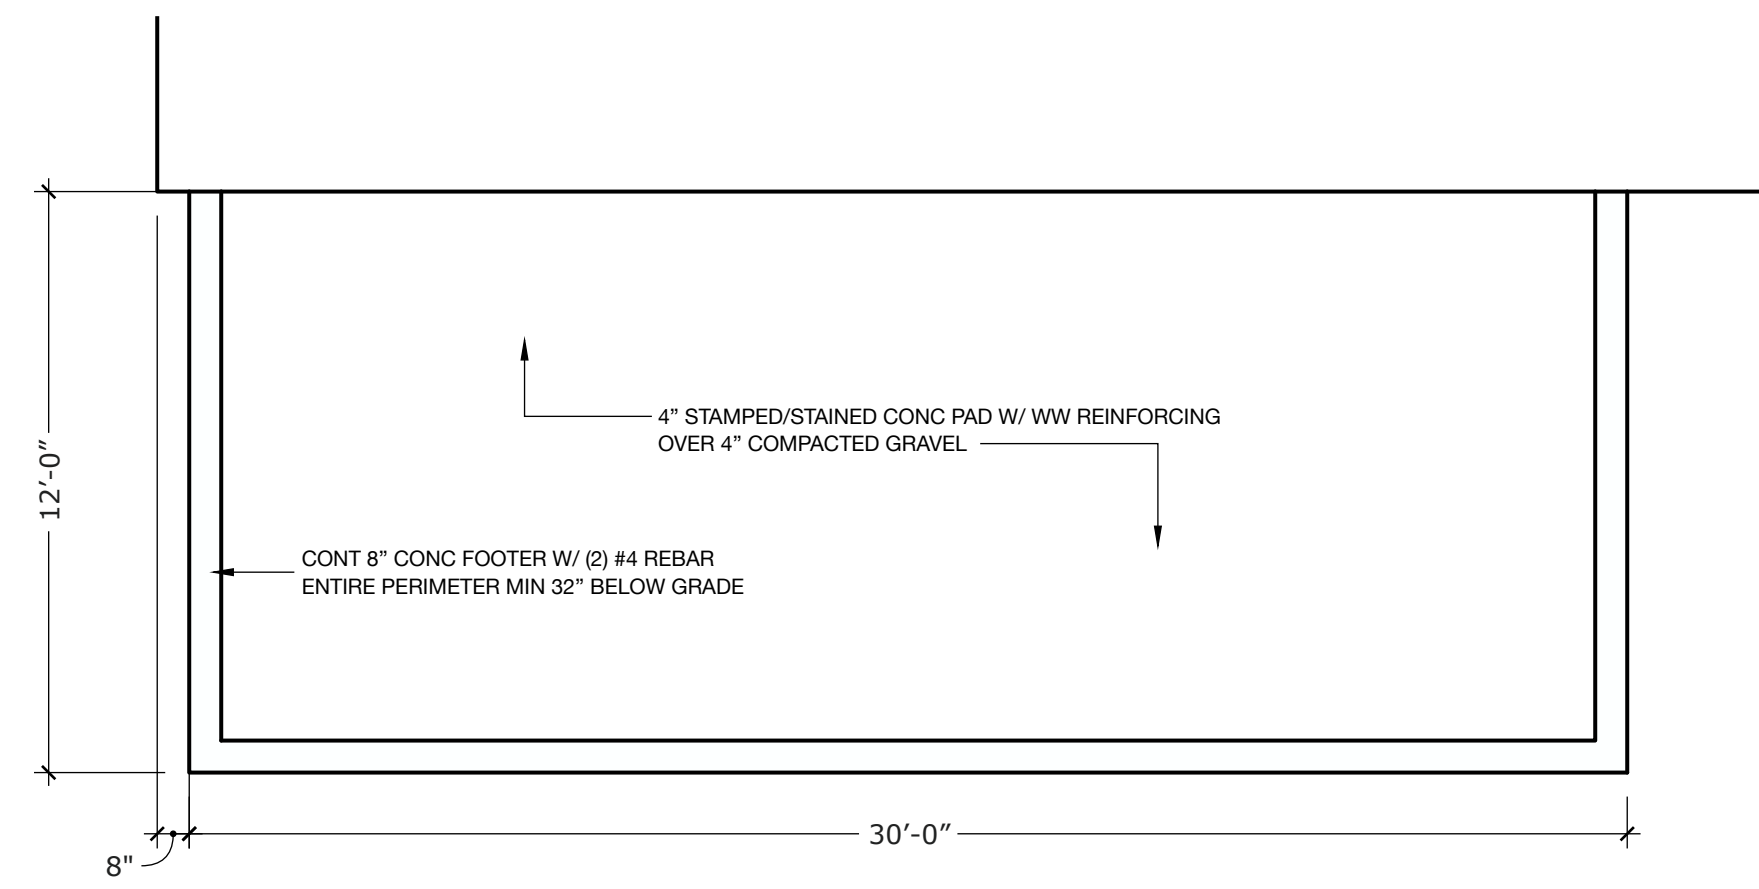 4” STAMPED/STAINED CONC PAD W/ WW REINFORCING
OVER 4” COMPACTED GRAVEL
12’-0”
CONT 8” CONC FOOTER W/ (2) #4 REBAR
ENTIRE PERIMETER MIN 32” BELOW GRADE
30’-0”
8"